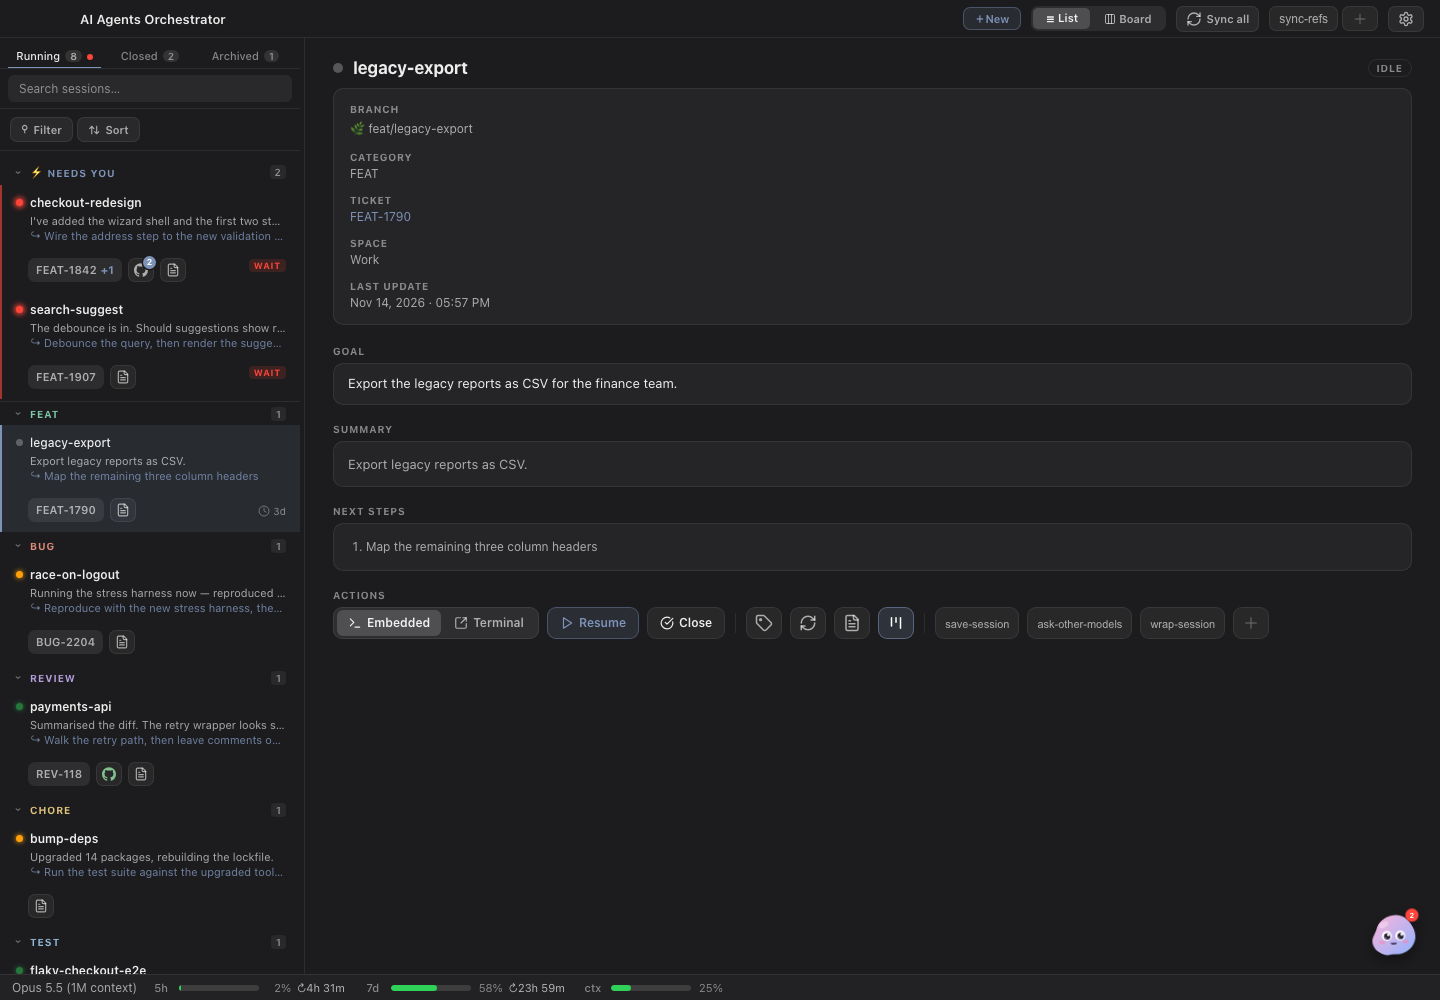 AI Agents Orchestrator
+ New
List
Board
Sync all
sync-refs
+
Running 8
Closed 2
Archived 1
Search sessions...
Filter
Sort
⚡ NEEDS YOU 2
checkout-redesign
I've added the wizard shell and the first two st...
↪ Wire the address step to the new validation ...
FEAT-1842 +1
2
WAIT
search-suggest
The debounce is in. Should suggestions show r...
↪ Debounce the query, then render the sugge...
FEAT-1907
WAIT
FEAT 1
legacy-export
Export legacy reports as CSV.
↪ Map the remaining three column headers
FEAT-1790
3d
BUG 1
race-on-logout
Running the stress harness now — reproduced ...
↪ Reproduce with the new stress harness, the...
BUG-2204
REVIEW 1
payments-api
Summarised the diff. The retry wrapper looks s...
↪ Walk the retry path, then leave comments o...
REV-118
CHORE 1
bump-deps
Upgraded 14 packages, rebuilding the lockfile.
↪ Run the test suite against the upgraded tool...
TEST 1
flaky-checkout-e2e
legacy-export
IDLE
BRANCH
🌿 feat/legacy-export
CATEGORY
FEAT
TICKET
FEAT-1790
SPACE
Work
LAST UPDATE
Nov 14, 2026 · 05:57 PM
GOAL
Export the legacy reports as CSV for the finance team.
SUMMARY
Export legacy reports as CSV.
NEXT STEPS
1. Map the remaining three column headers
ACTIONS
Embedded
Terminal
Resume
Close
save-session
ask-other-models
wrap-session
+
2
Opus 5.5 (1M context) 5h 2% ↻4h 31m 7d 58% ↻23h 59m ctx 25%